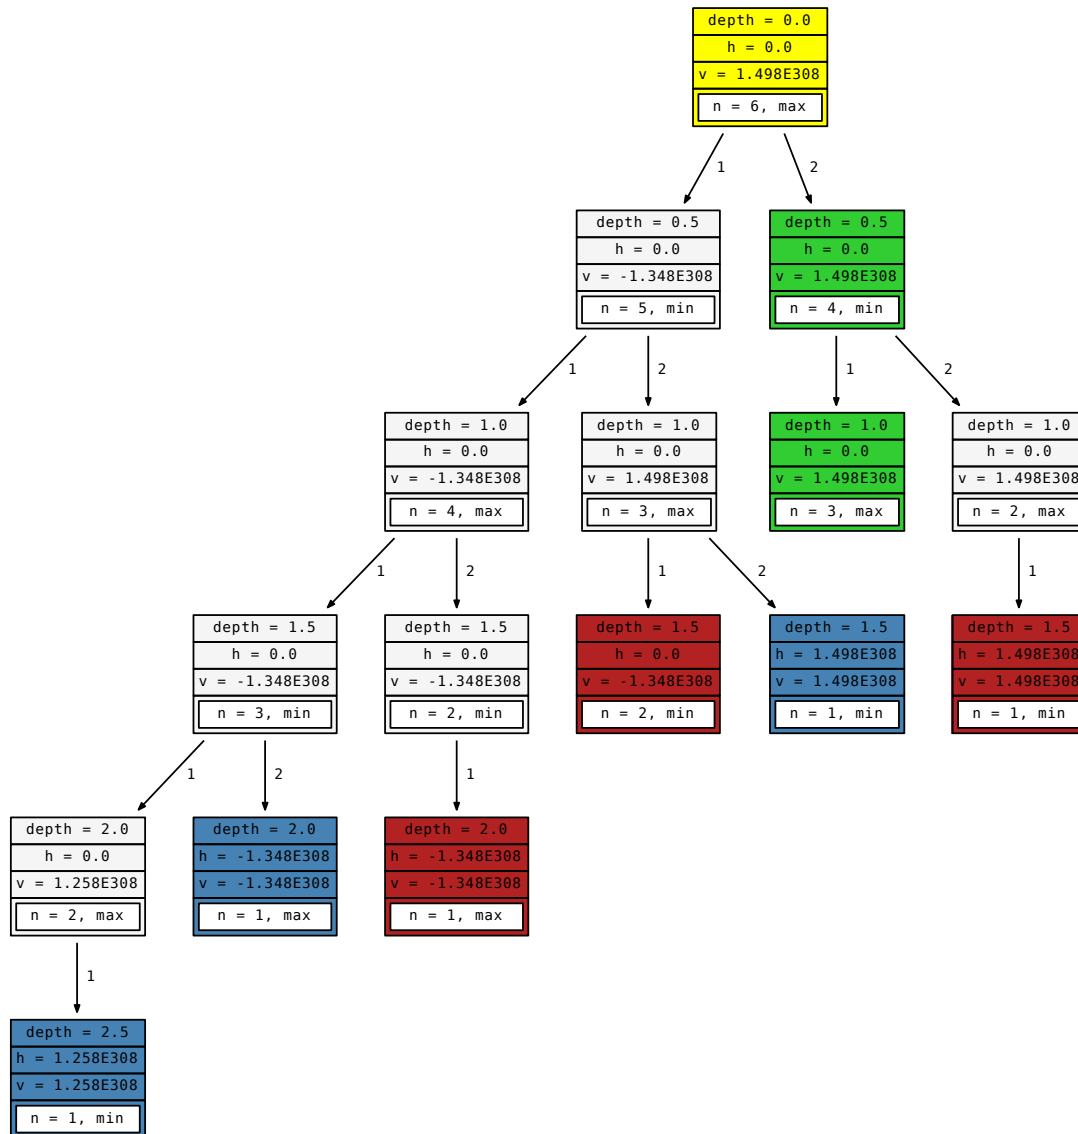 depth = 0.0
h = 0.0
v = 1.498E308
n = 6, max
1
2
depth = 0.5
h = 0.0
v = -1.348E308
n = 5, min
depth = 0.5
h = 0.0
v = 1.498E308
n = 4, min
1
2
1
2
depth = 1.0
h = 0.0
v = -1.348E308
n = 4, max
depth = 1.0
h = 0.0
v = 1.498E308
n = 3, max
depth = 1.0
h = 0.0
v = 1.498E308
n = 3, max
depth = 1.0
h = 0.0
v = 1.498E308
n = 2, max
1
2
1
2
1
depth = 1.5
h = 0.0
v = -1.348E308
n = 3, min
depth = 1.5
h = 0.0
v = -1.348E308
n = 2, min
depth = 1.5
h = 0.0
v = -1.348E308
n = 2, min
depth = 1.5
h = 1.498E308
v = 1.498E308
n = 1, min
depth = 1.5
h = 1.498E308
v = 1.498E308
n = 1, min
1
2
1
depth = 2.0
h = 0.0
v = 1.258E308
n = 2, max
depth = 2.0
h = -1.348E308
v = -1.348E308
n = 1, max
depth = 2.0
h = -1.348E308
v = -1.348E308
n = 1, max
1
depth = 2.5
h = 1.258E308
v = 1.258E308
n = 1, min